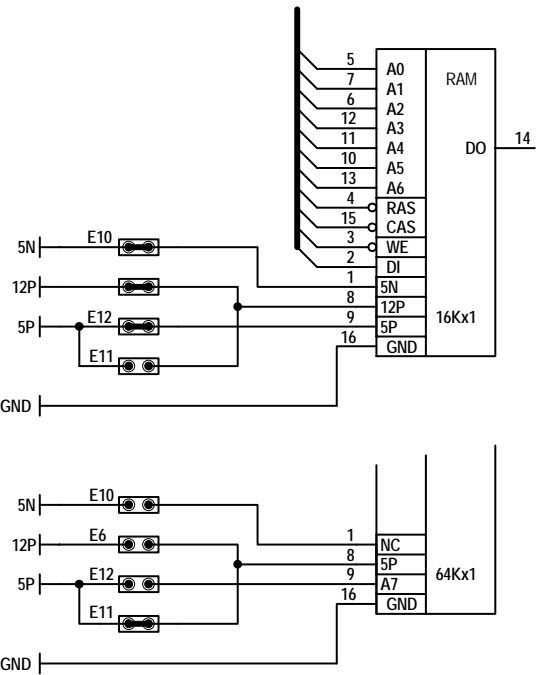 5 A0 RAM
7 A1
6 A2
12 A3
11 A4 DO 14
10 A5
13 A6
4 RAS
15 CAS
3 WE
5N E10 2 DI
1 5N
12P 8 12P
5P E12 9 5P 16Kx1
E11 16 GND
GND
5N E10
12P E6 1 NC
8 5P
5P E12 9 A7 64Kx1
E11 16 GND
GND